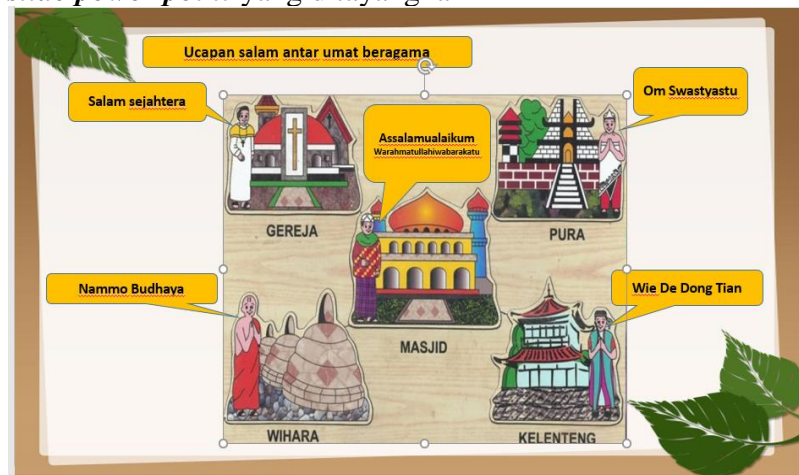 Ucapan salam antar umat beragama
Salam sejahtera
Om Swastyastu
Assalamualaikum
Warahmatullahiwabarakatu
GEREJA
PURA
Nammo Budhaya
Wie De Dong Tian
MASJID
WIHARA
KELENTENG